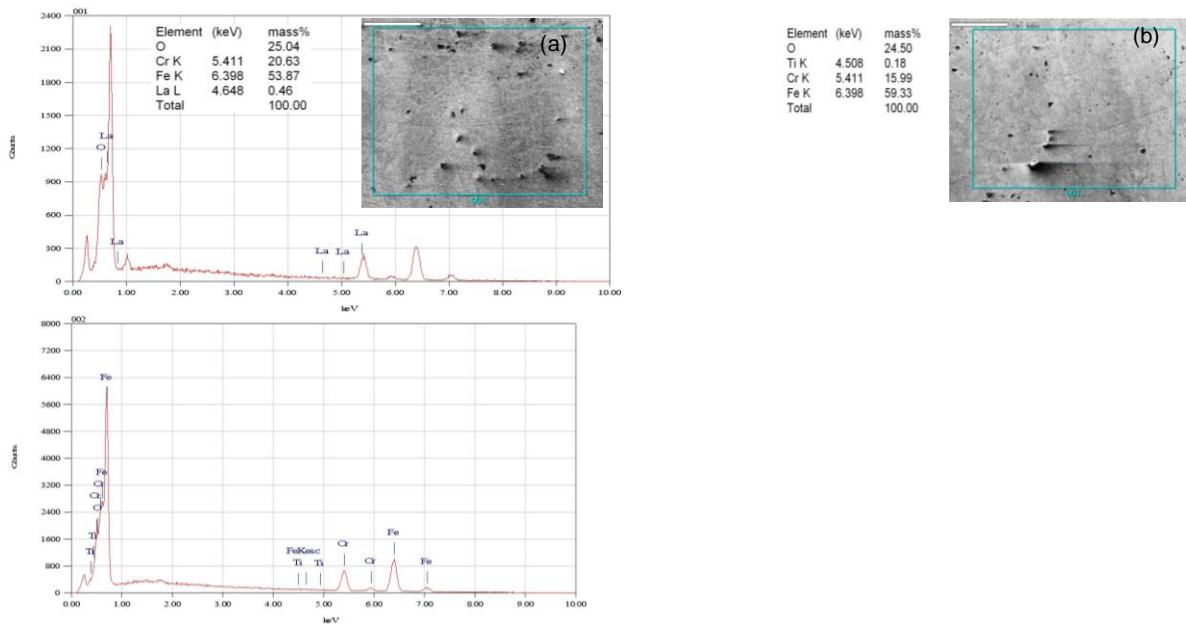 001
2400
2100
1800
1500
1200
900
600
300
0
Counts
0.00 1.00 2.00 3.00 4.00 5.00 6.00 7.00 8.00 9.00 10.00
keV
La
O
La
La
La
La
Element (keV) mass%
O 25.04
Cr K 5.411 20.63
Fe K 6.398 53.87
La L 4.648 0.46
Total 100.00
(a)
Element (keV) mass%
O 24.50
Ti K 4.508 0.18
Cr K 5.411 15.99
Fe K 6.398 59.33
Total 100.00
(b)
001
002
8000
7200
6400
5600
4800
4000
3200
2400
1600
800
0
Counts
0.00 1.00 2.00 3.00 4.00 5.00 6.00 7.00 8.00 9.00 10.00
keV
Fe
Fe
Cr
Cr
O
Ti
Ti
FeKesc
Ti
Ti
Cr
Cr
Fe
Fe